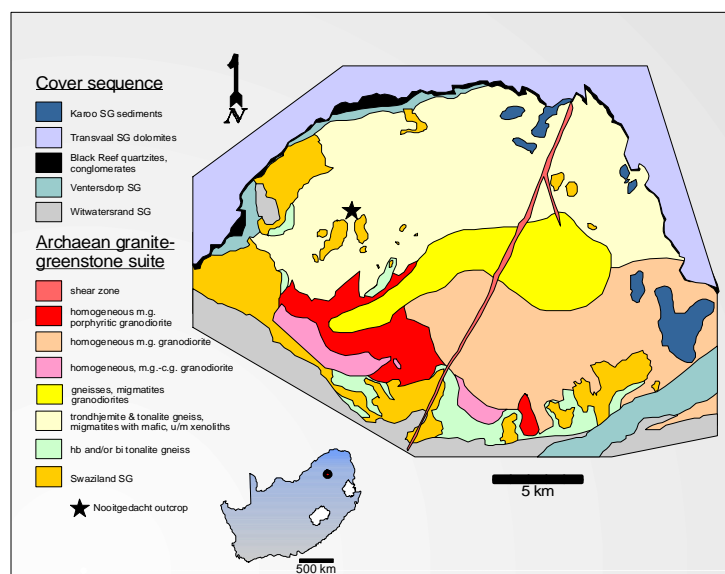 Cover sequence
Karoo SG sediments
Transvaal SG dolomites
Black Reef quartzites,
conglomerates
Ventersdorp SG
Witwatersrand SG
Archaean granite-
greenstone suite
shear zone
homogeneous m.g.
porphyritic granodiorite
homogeneous m.g. granodiorite
homogeneous, m.g.-c.g. granodiorite
gneisses, migmatites
granodiorites
trondhjemite & tonalite gneiss,
migmatites with mafic, u/m xenoliths
hb and/or bi tonalite gneiss
Swaziland SG
Nooitgedacht outcrop
N
5 km
500 km